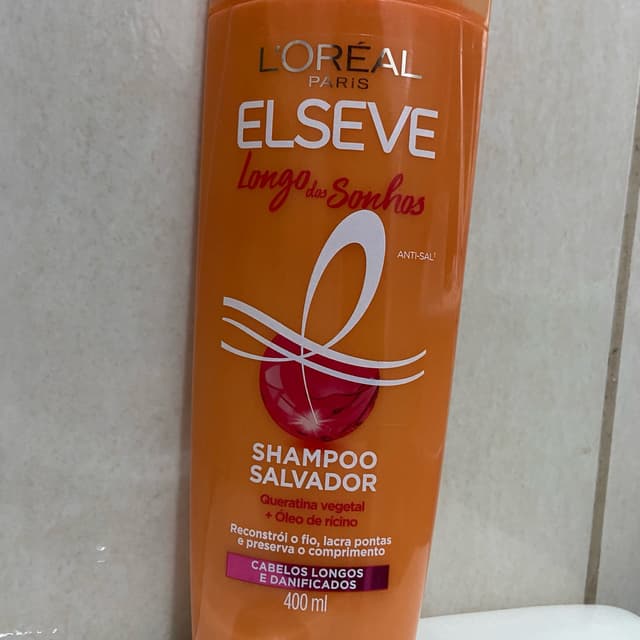 L'ORÉAL
PARIS
ELSEVE
Longo dos Sonhos
ANTI-SAL¹
SHAMPOO
SALVADOR
Queratina vegetal
+ Óleo de rícino
Reconstrói o fio, lacra pontas
e preserva o comprimento
CABELOS LONGOS
E DANIFICADOS
400 ml